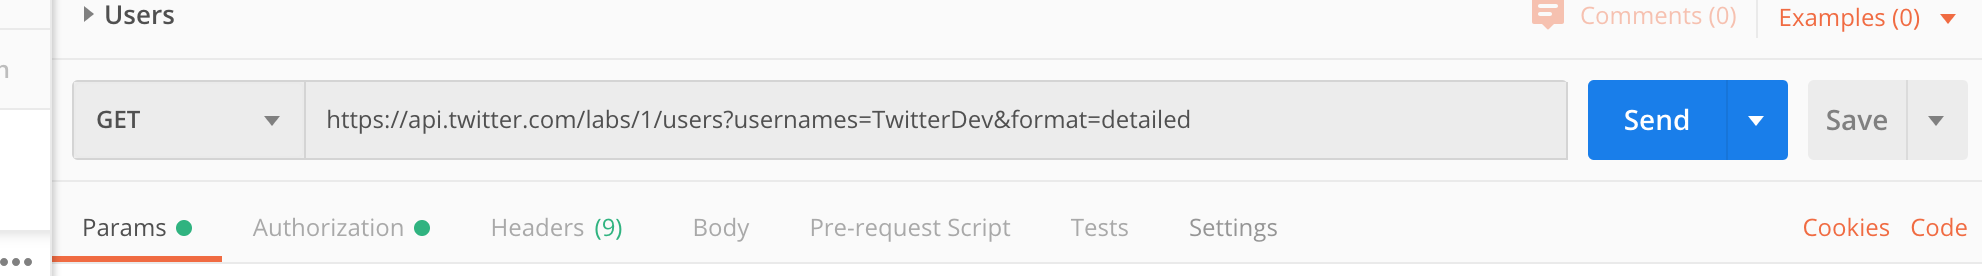 Users
Comments (0)
Examples (0)
GET
https://api.twitter.com/labs/1/users?usernames=TwitterDev&format=detailed
Send
Save
Params
Authorization
Headers (9)
Body
Pre-request Script
Tests
Settings
Cookies
Code